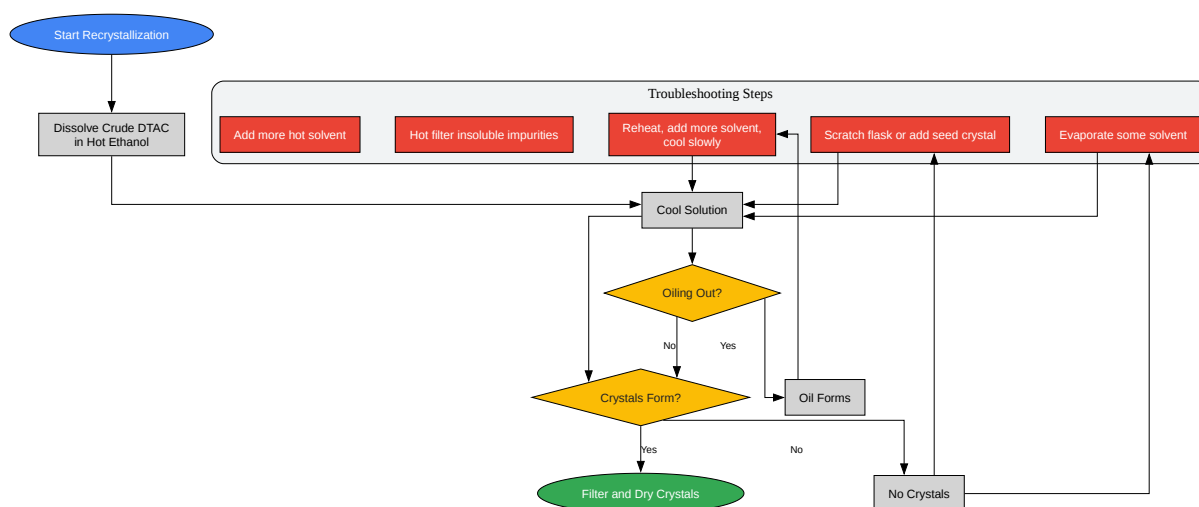 Start Recrystallization
Troubleshooting Steps
Dissolve Crude DTAC
in Hot Ethanol
Add more hot solvent
Hot filter insoluble impurities
Reheat, add more solvent,
cool slowly
Scratch flask or add seed crystal
Evaporate some solvent
Cool Solution
Oiling Out?
No
Yes
Crystals Form?
Oil Forms
Yes
No
Filter and Dry Crystals
No Crystals